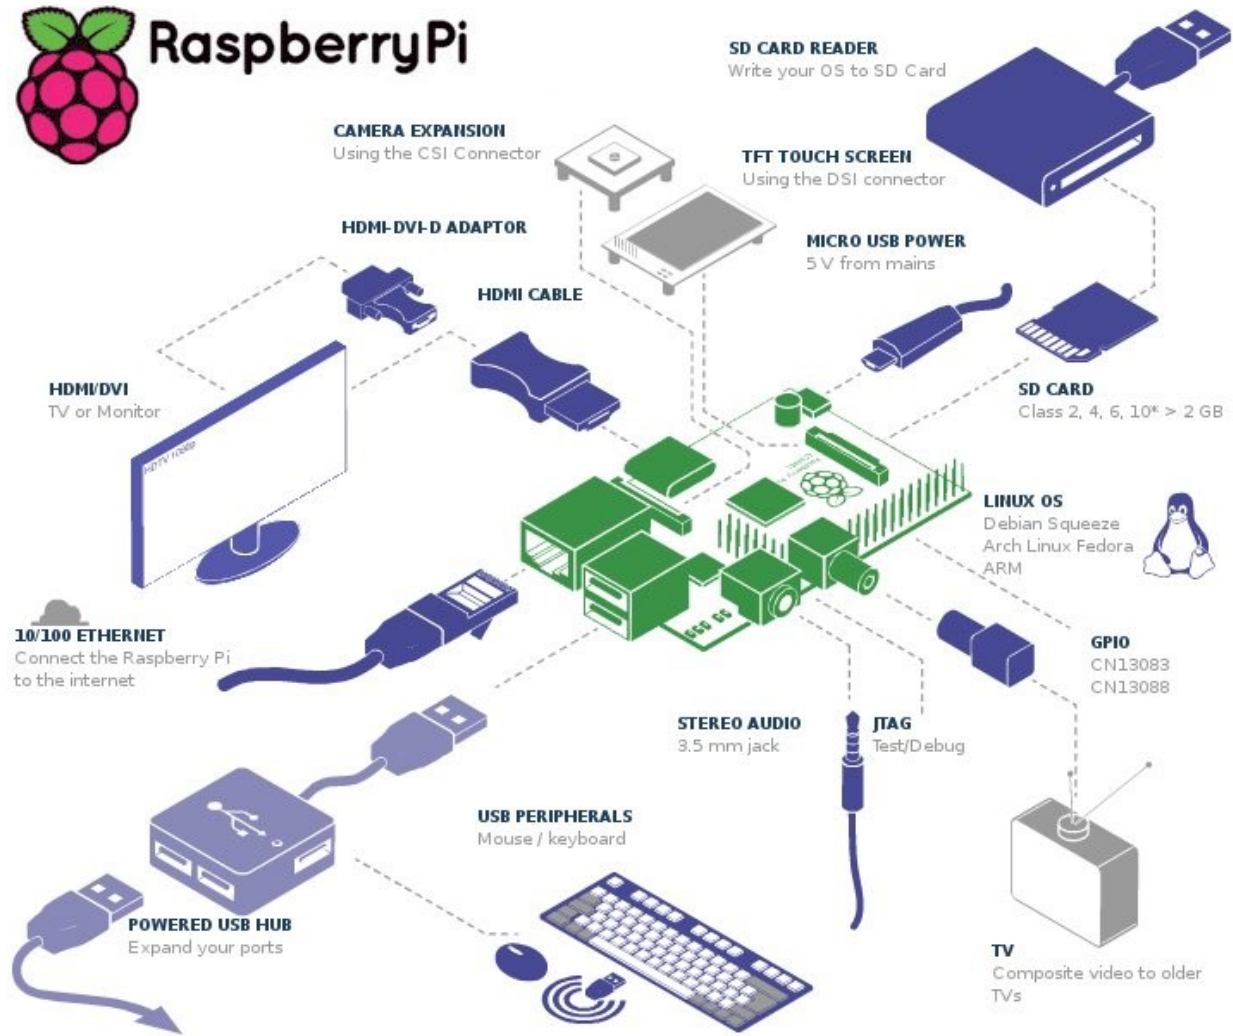 RaspberryPi
SD CARD READER
Write your OS to SD Card
CAMERA EXPANSION
Using the CSI Connector
TFT TOUCH SCREEN
Using the DSI connector
HDMI-DVI-D ADAPTOR
MICRO USB POWER
5 V from mains
HDMI CABLE
HDMI/DVI
TV or Monitor
HDTV 1080p
SD CARD
Class 2, 4, 6, 10* > 2 GB
LINUX OS
Debian Squeeze
Arch Linux Fedora
ARM
10/100 ETHERNET
Connect the Raspberry Pi
to the internet
GPIO
CN13083
CN13088
STEREO AUDIO
3.5 mm jack
JTAG
Test/Debug
USB PERIPHERALS
Mouse / keyboard
POWERED USB HUB
Expand your ports
TV
Composite video to older
TVs